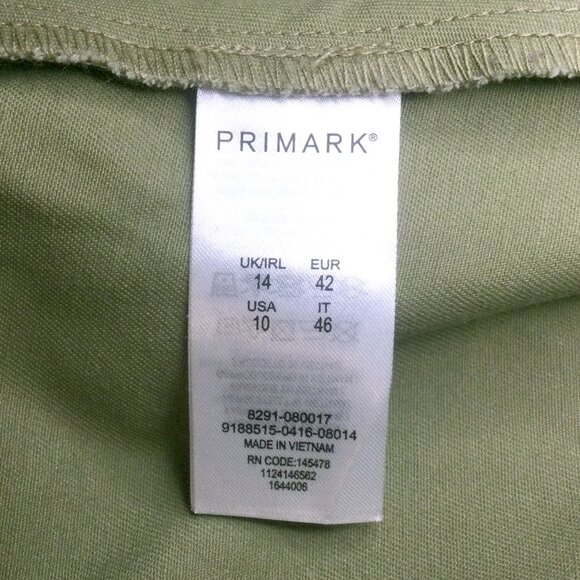 PRIMARK®
UK/IRL EUR
14 42
USA IT
10 46
8291-080017
9188515-0416-08014
MADE IN VIETNAM
RN CODE:145478
1124146562
1644006